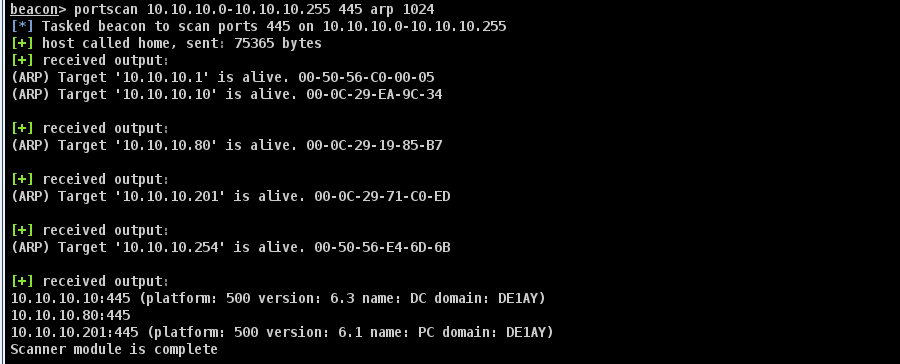 beacon> portscan 10.10.10.0-10.10.10.255 445 arp 1024
[*] Tasked beacon to scan ports 445 on 10.10.10.0-10.10.10.255
[+] host called home, sent: 75365 bytes
[+] received output:
(ARP) Target '10.10.10.1' is alive. 00-50-56-C0-00-05
(ARP) Target '10.10.10.10' is alive. 00-0C-29-EA-9C-34
[+] received output:
(ARP) Target '10.10.10.80' is alive. 00-0C-29-19-85-B7
[+] received output:
(ARP) Target '10.10.10.201' is alive. 00-0C-29-71-C0-ED
[+] received output:
(ARP) Target '10.10.10.254' is alive. 00-50-56-E4-6D-6B
[+] received output:
10.10.10.10:445 (platform: 500 version: 6.3 name: DC domain: DE1AY)
10.10.10.80:445
10.10.10.201:445 (platform: 500 version: 6.1 name: PC domain: DE1AY)
Scanner module is complete